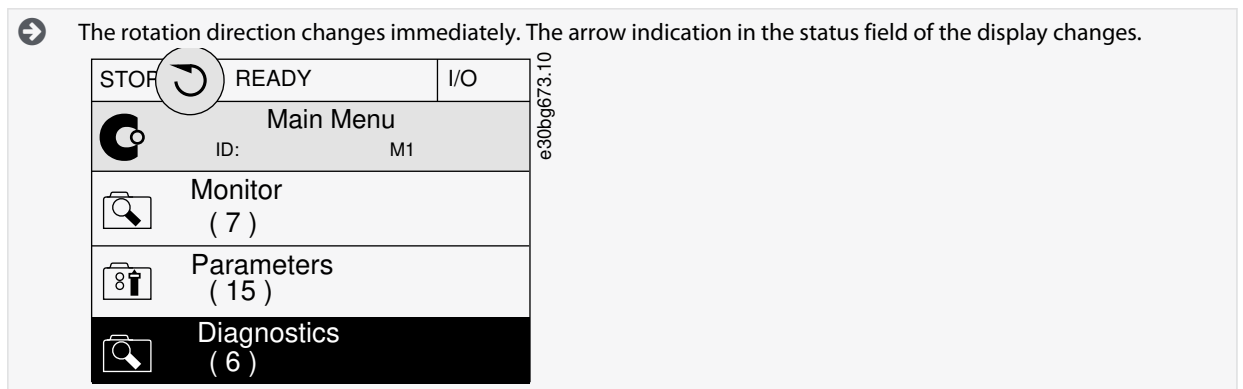 The rotation direction changes immediately. The arrow indication in the status field of the display changes.
STOP READY I/O
Main Menu
ID: M1
Monitor
( 7 )
Parameters
( 15 )
Diagnostics
( 6 )
e30bg673.10